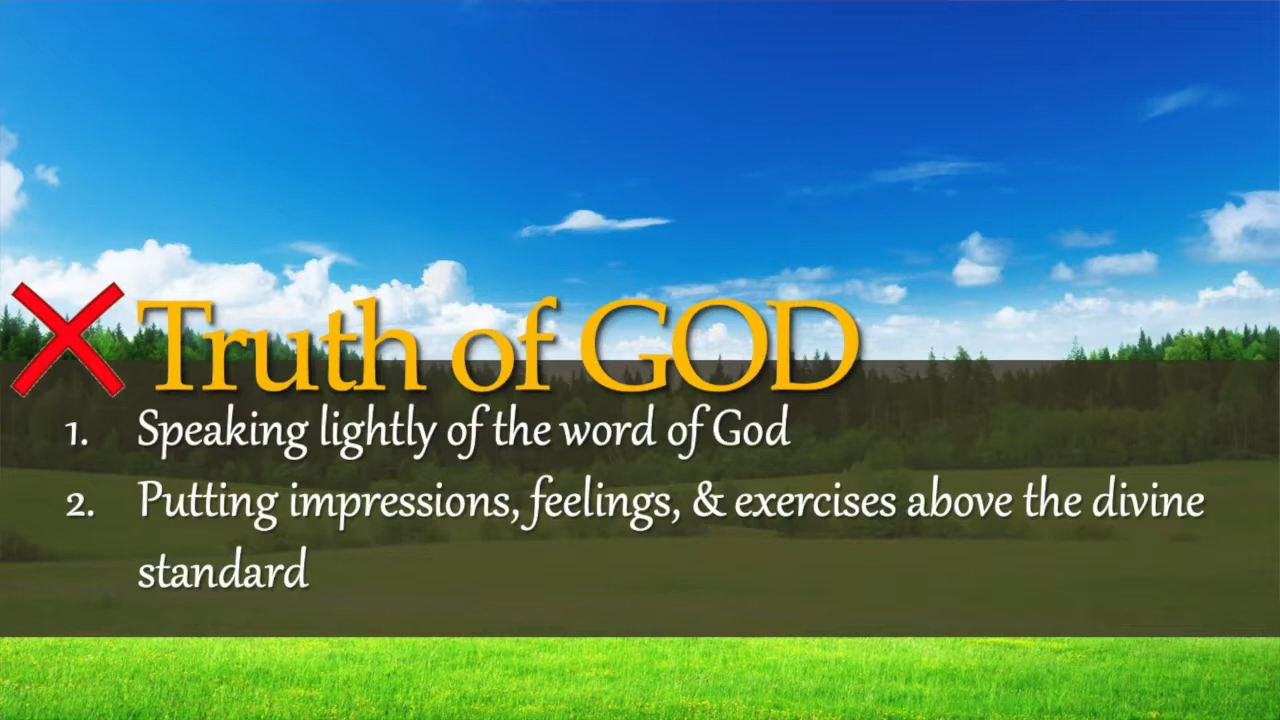 Truth of GOD
1. Speaking lightly of the word of God
2. Putting impressions, feelings, & exercises above the divine
standard